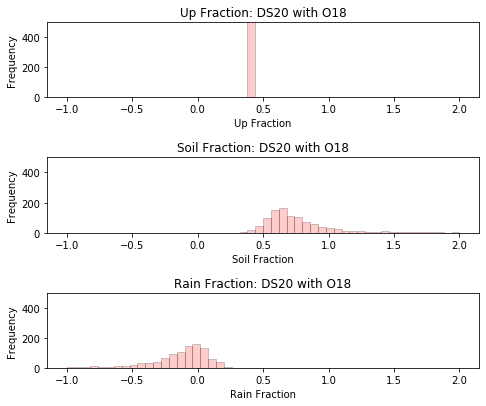 Up Fraction: DS20 with O18
400
200
0
Frequency
−1.0 −0.5 0.0 0.5 1.0 1.5 2.0
Up Fraction
Soil Fraction: DS20 with O18
400
200
0
Frequency
−1.0 −0.5 0.0 0.5 1.0 1.5 2.0
Soil Fraction
Rain Fraction: DS20 with O18
400
200
0
Frequency
−1.0 −0.5 0.0 0.5 1.0 1.5 2.0
Rain Fraction